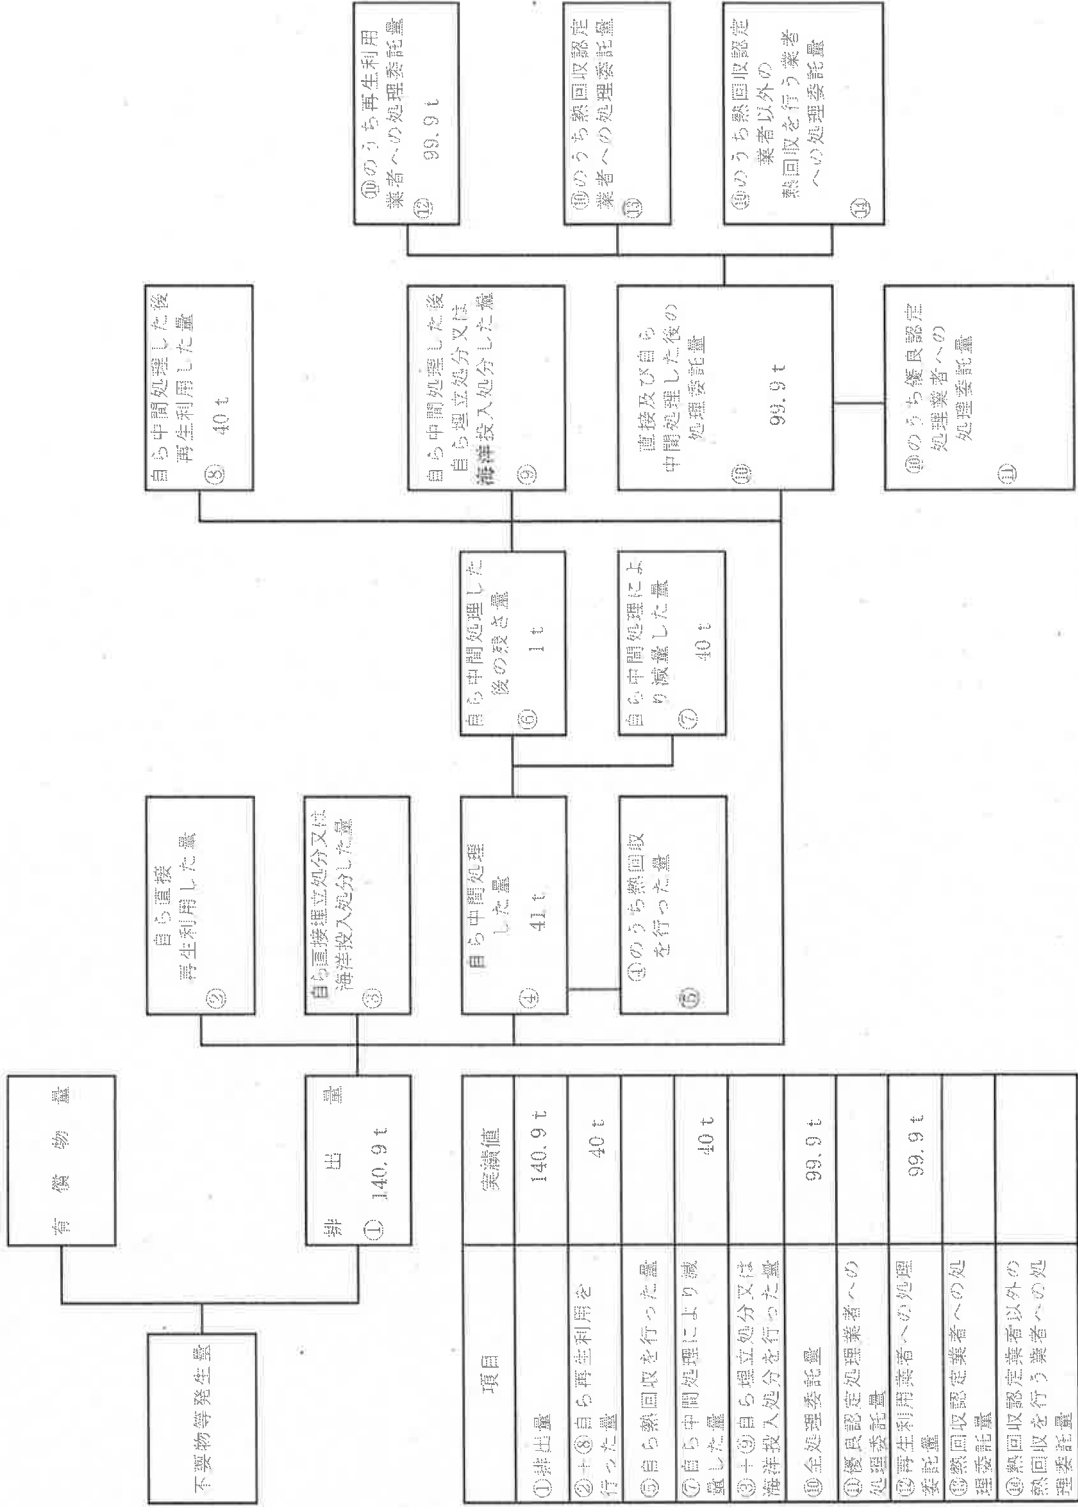 不要物等発生量
有償物量
排出量
① 140.9 t
自ら直接
再生利用した量
②
自ら直接埋立処分又は
海洋投入処分した量
③
自ら中間処理
した量
④ 41 t
④のうち熱回収
を行った量
⑤
自ら中間処理した
後の残さ量
⑥ 1 t
自ら中間処理によ
り減量した量
⑦ 40 t
自ら中間処理した後
再生利用した量
⑧ 40 t
自ら中間処理した後
自ら埋立処分又は
海洋投入処分した量
⑨
直接及び自ら
中間処理した後の
処理委託量
⑩ 99.9 t
⑩のうち優良認定
処理業者への
処理委託量
⑪
⑩のうち再生利用
業者への処理委託量
⑫ 99.9 t
⑩のうち熱回収認定
業者への処理委託量
⑬
⑩のうち熱回収認定
業者以外の
熱回収を行う業者
への処理委託量
⑭
項目 実績値
①排出量 140.9 t
②+⑧自ら再生利用を
行った量 40 t
⑤自ら熱回収を行った量
⑦自ら中間処理により減
量した量 40 t
③+⑨自ら埋立処分又は
海洋投入処分を行った量
⑩全処理委託量 99.9 t
⑪優良認定処理業者への
処理委託量
⑫再生利用業者への処理
委託量 99.9 t
⑬熱回収認定業者への処
理委託量
⑭熱回収認定業者以外の
熱回収を行う業者への処
理委託量